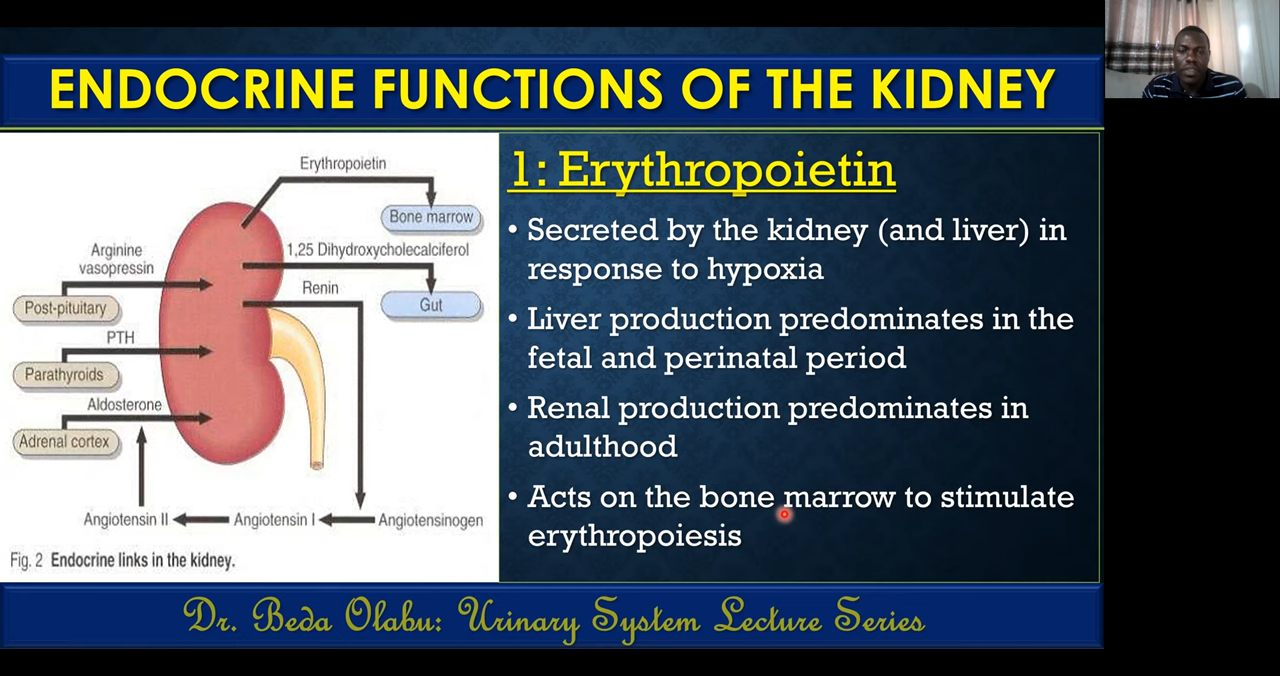 ENDOCRINE FUNCTIONS OF THE KIDNEY
Erythropoietin
Bone marrow
Arginine
vasopressin
1,25 Dihydroxycholecalciferol
Renin
Post-pituitary
Gut
PTH
Parathyroids
Aldosterone
Adrenal cortex
Angiotensin II
Angiotensin I
Angiotensinogen
Fig. 2 Endocrine links in the kidney.
1: Erythropoietin
• Secreted by the kidney (and liver) in
response to hypoxia
• Liver production predominates in the
fetal and perinatal period
• Renal production predominates in
adulthood
• Acts on the bone marrow to stimulate
erythropoiesis
Dr. Beda Olabu: Urinary System Lecture Series